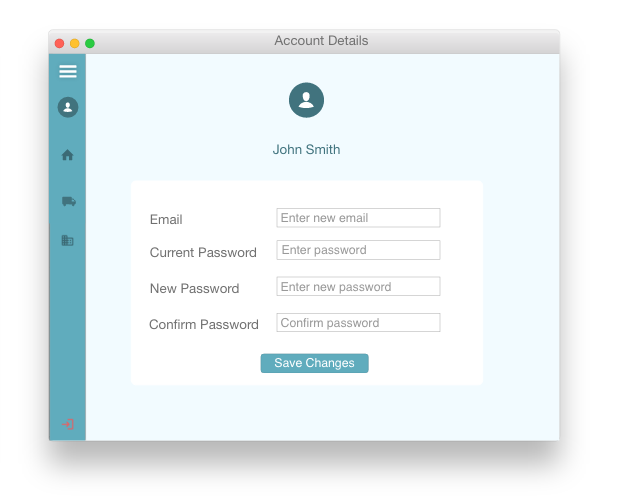 Account Details
John Smith
Email
Enter new email
Current Password
Enter password
New Password
Enter new password
Confirm Password
Confirm password
Save Changes